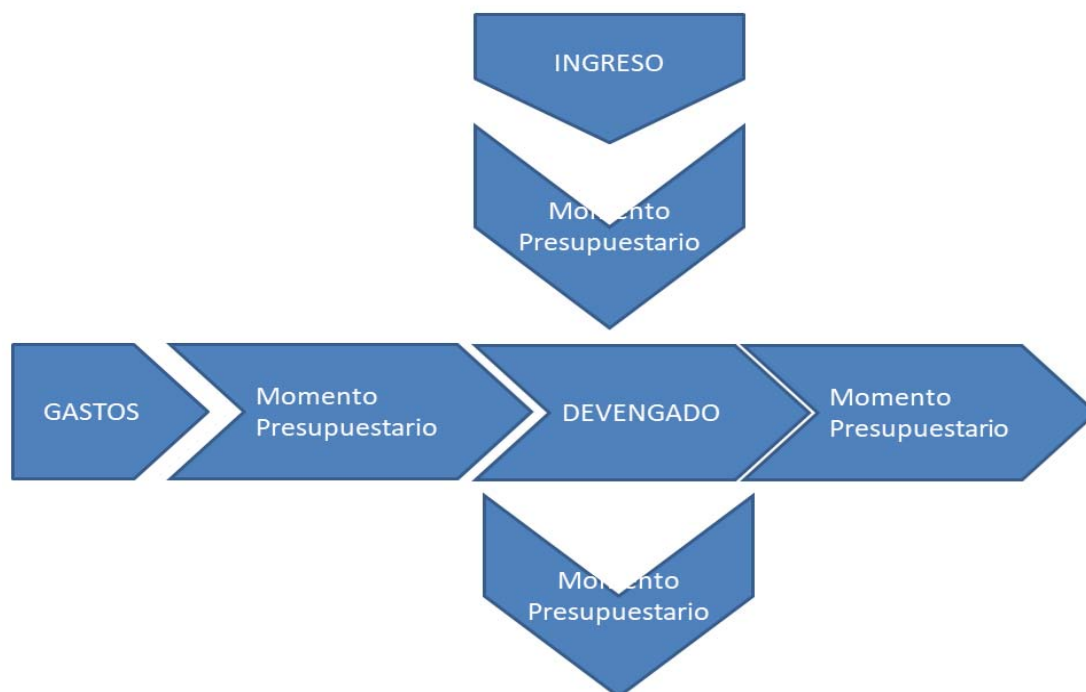 INGRESO
Momento
Presupuestario
GASTOS
Momento
Presupuestario
DEVENGADO
Momento
Presupuestario
Momento
Presupuestario